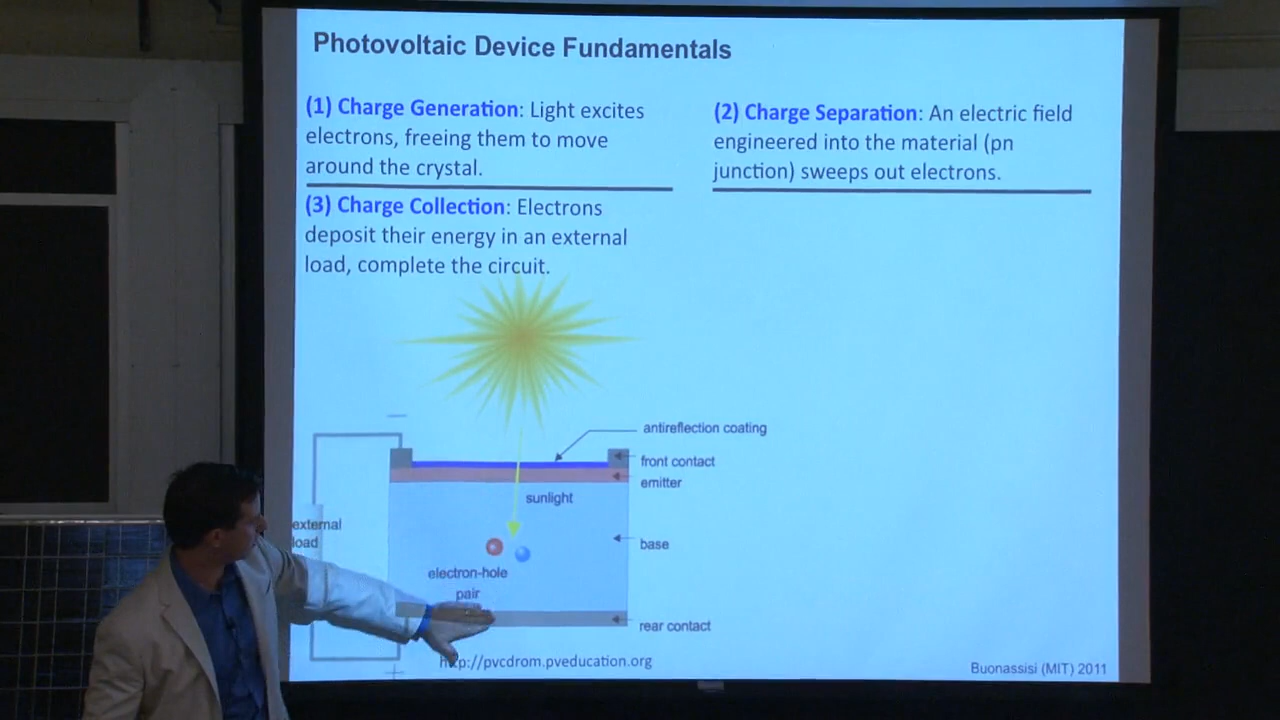 Photovoltaic Device Fundamentals
(1) Charge Generation: Light excites
electrons, freeing them to move
around the crystal.
(2) Charge Separation: An electric field
engineered into the material (pn
junction) sweeps out electrons.
(3) Charge Collection: Electrons
deposit their energy in an external
load, complete the circuit.
antireflection coating
front contact
emitter
sunlight
external
load
base
electron-hole
pair
rear contact
http://pvcdrom.pveducation.org
Buonassisi (MIT) 2011